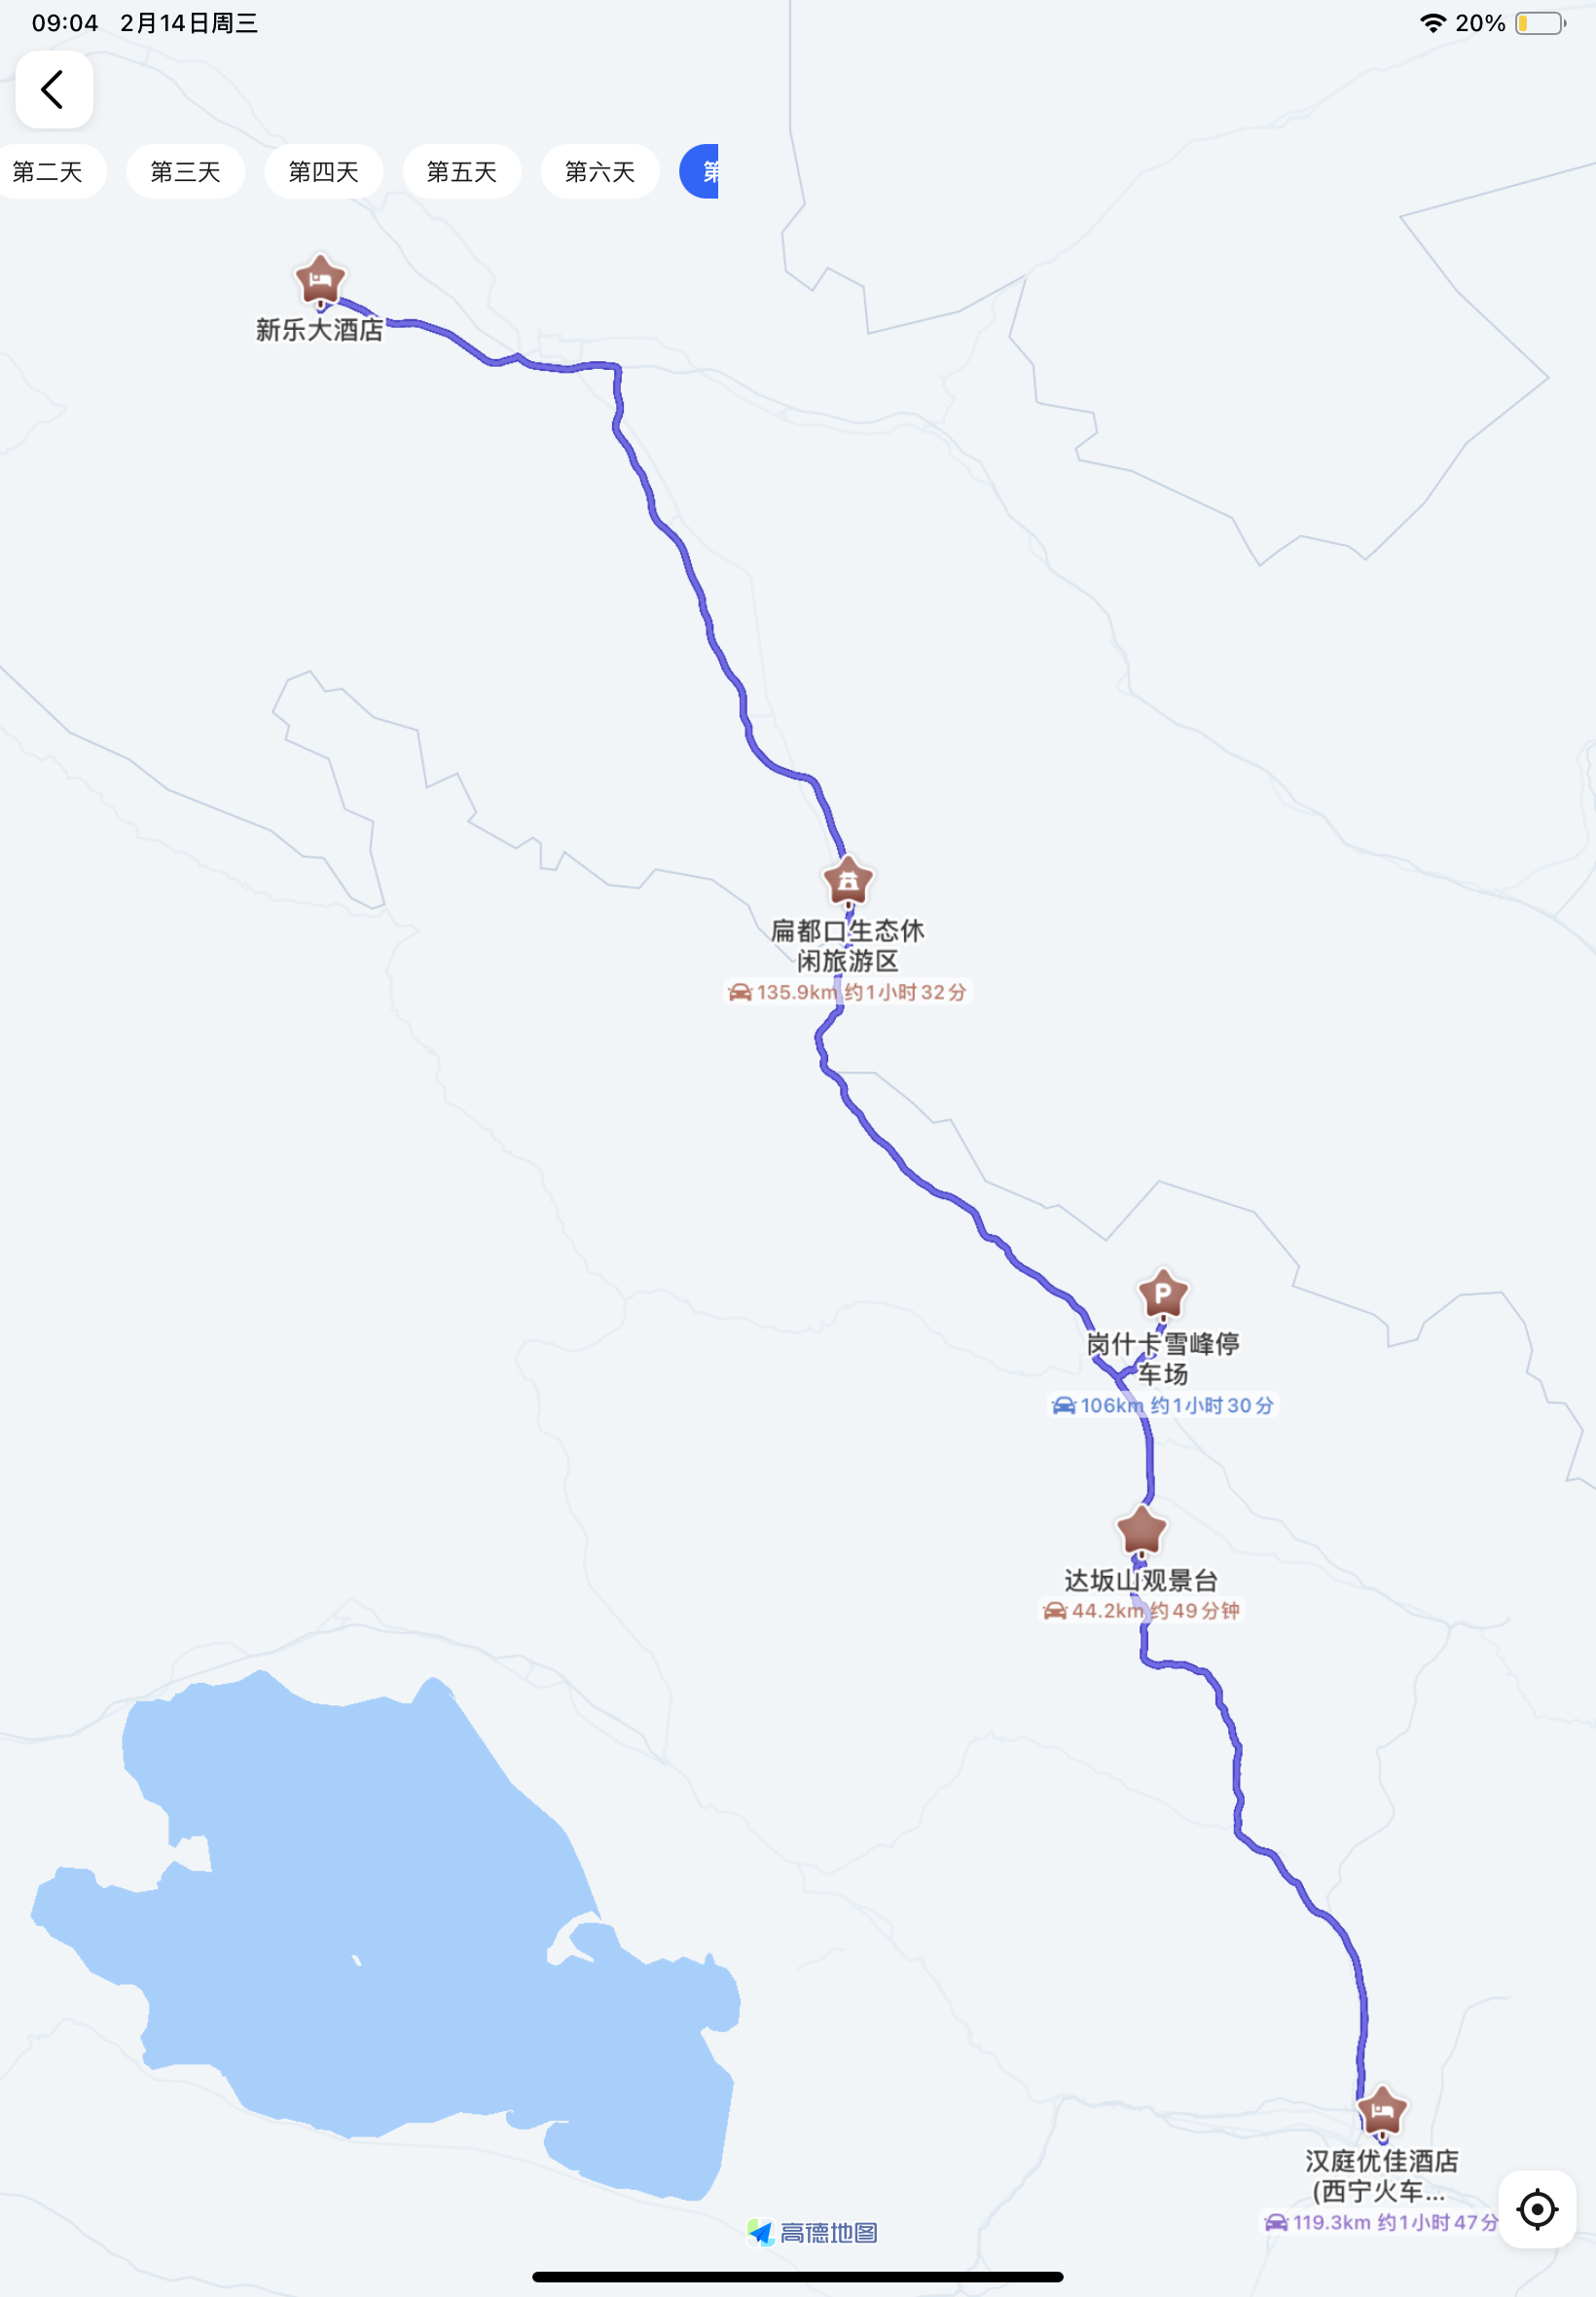 09:04 2月14日周三
20%
第二天 第三天 第四天 第五天 第六天 第
新乐大酒店
扁都口生态休
闲旅游区
135.9km 约1小时32分
P
岗什卡雪峰停
车场
106km 约1小时30分
达坂山观景台
44.2km 约49分钟
汉庭优佳酒店
(西宁火车...
119.3km 约1小时47分
高德地图